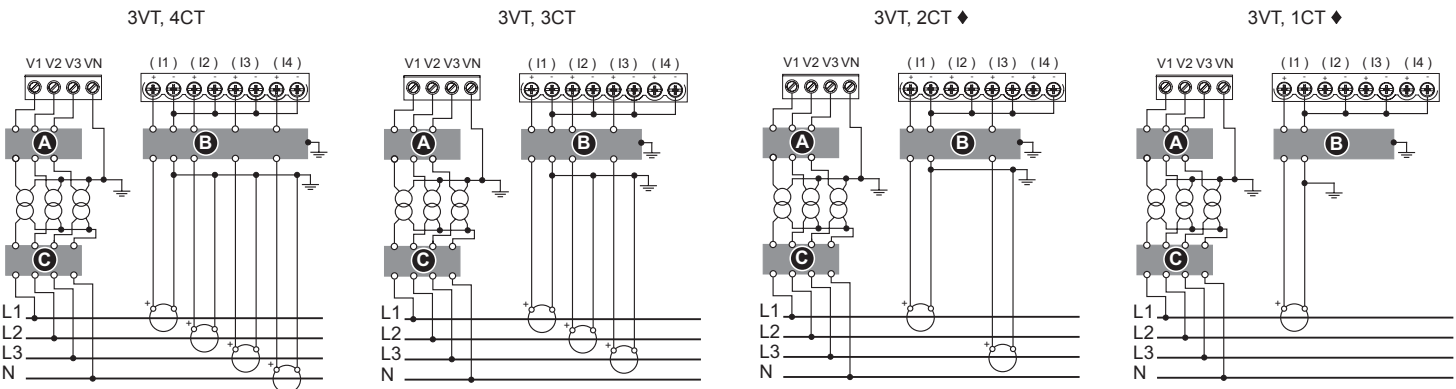 3VT, 4CT
V1 V2 V3 VN ( I1 ) ( I2 ) ( I3 ) ( I4 )
+ - + - + - + -
A
B
C
+
+
+
+
L1
L2
L3
N
3VT, 3CT
V1 V2 V3 VN ( I1 ) ( I2 ) ( I3 ) ( I4 )
+ - + - + - + -
A
B
C
+
+
+
L1
L2
L3
N
3VT, 2CT ♦
V1 V2 V3 VN ( I1 ) ( I2 ) ( I3 ) ( I4 )
+ - + - + - + -
A
B
C
+
+
L1
L2
L3
N
3VT, 1CT ♦
V1 V2 V3 VN ( I1 ) ( I2 ) ( I3 ) ( I4 )
+ - + - + - + -
A
B
C
+
L1
L2
L3
N